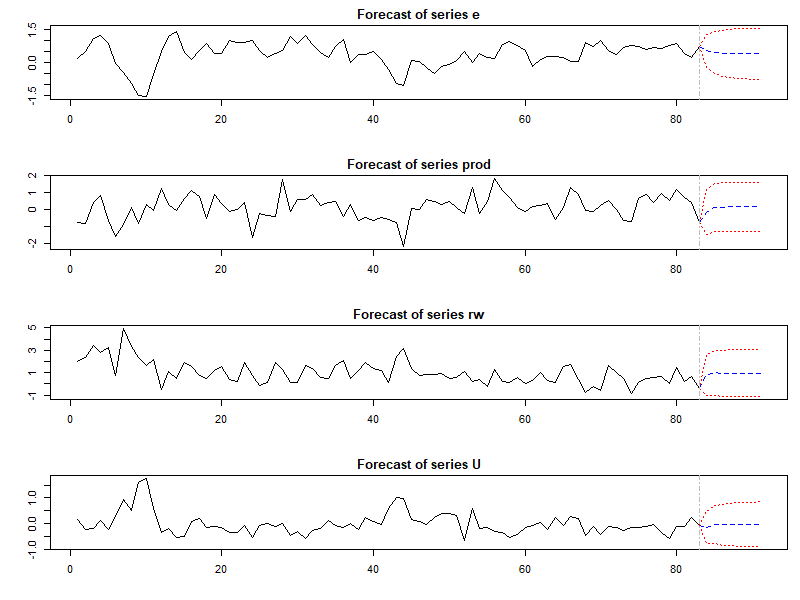 Forecast of series e
1.5
0.0
-1.5
0 20 40 60 80
Forecast of series prod
2
1
0
-2
0 20 40 60 80
Forecast of series rw
5
3
1
-1
0 20 40 60 80
Forecast of series U
1.0
0.0
-1.0
0 20 40 60 80